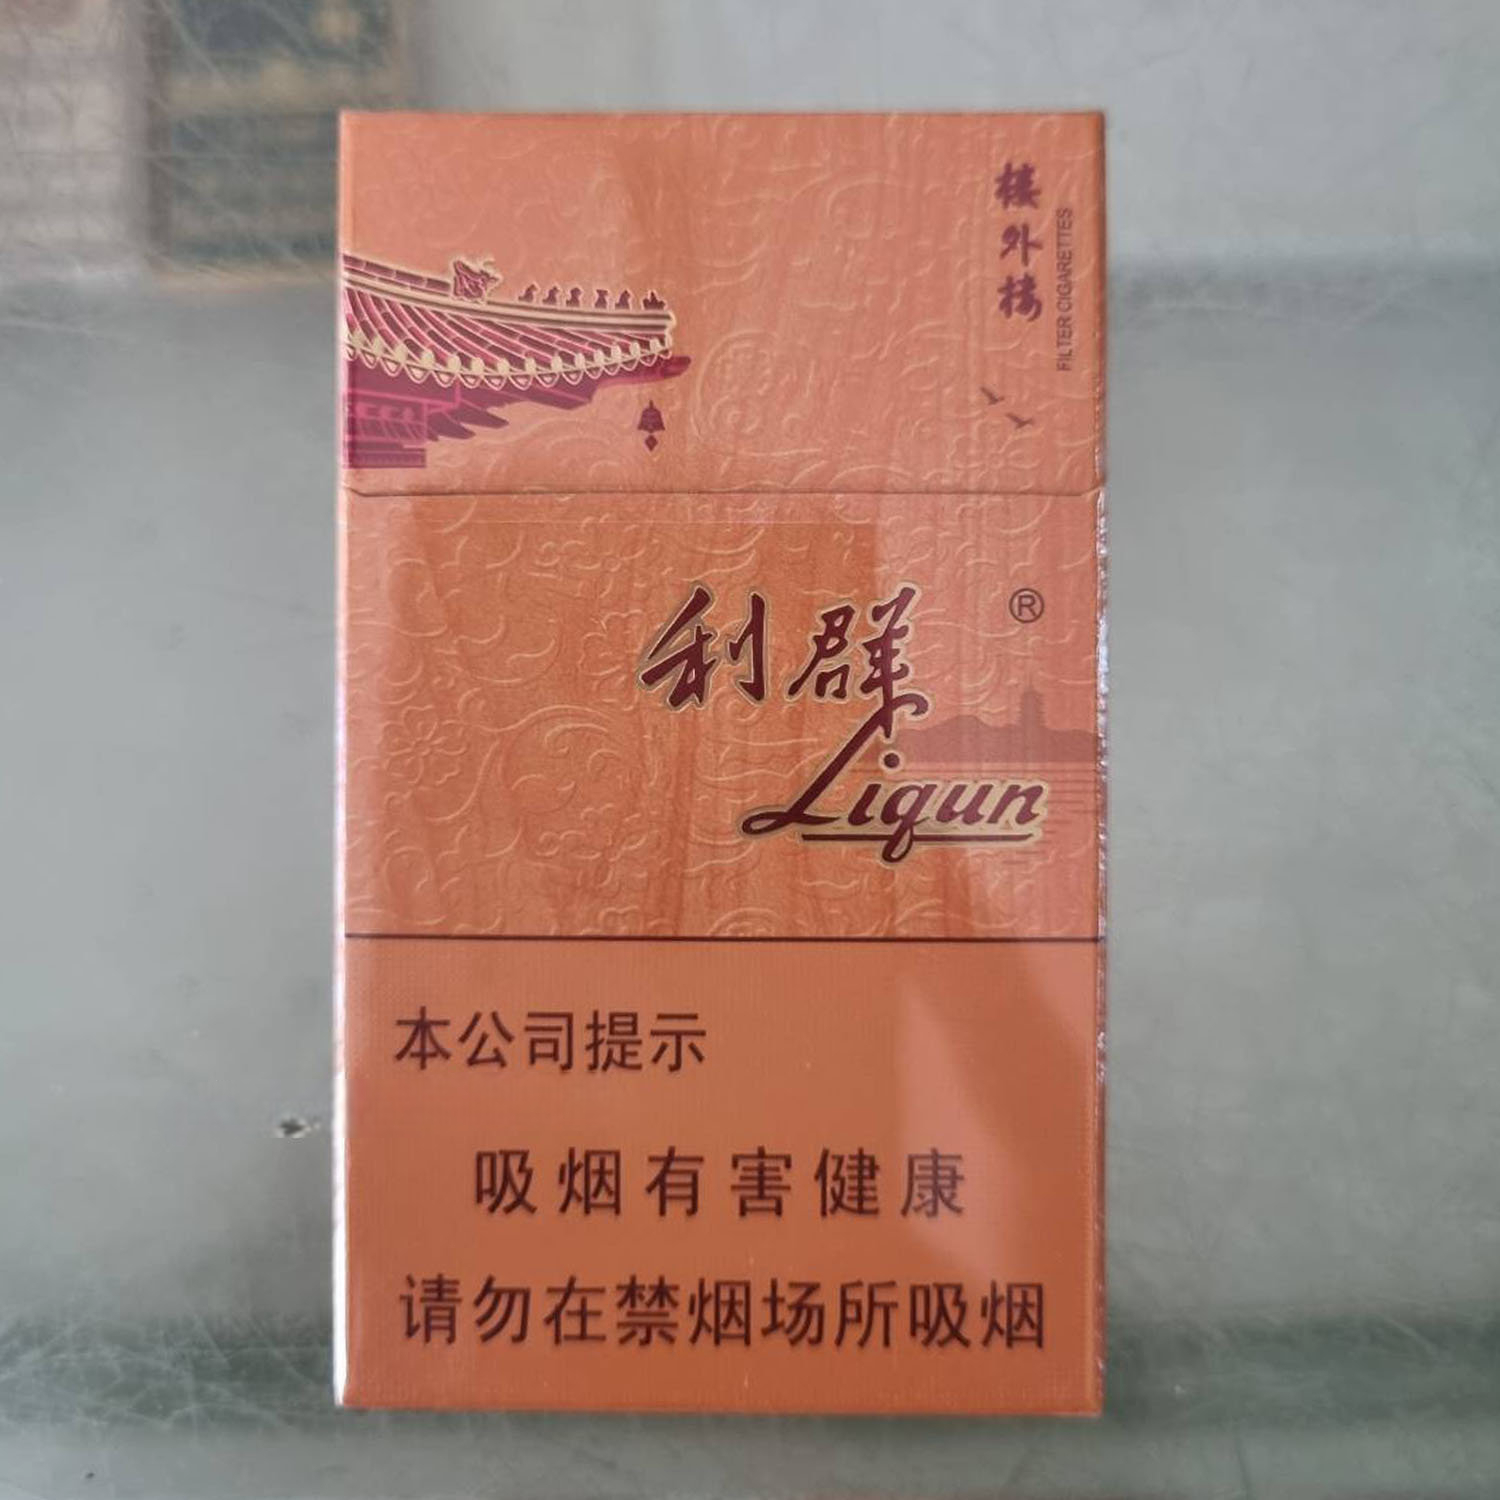 楼外楼
FILTER CIGARETTES
利群
®
Liqun
本公司提示
吸烟有害健康
请勿在禁烟场所吸烟